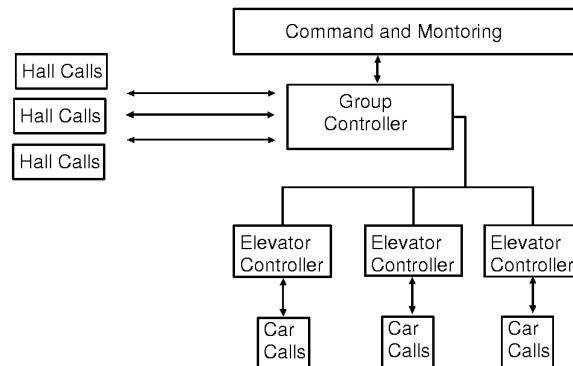 Command and Montoring
Hall Calls
Hall Calls
Hall Calls
Group
Controller
Elevator
Controller
Elevator
Controller
Elevator
Controller
Car
Calls
Car
Calls
Car
Calls